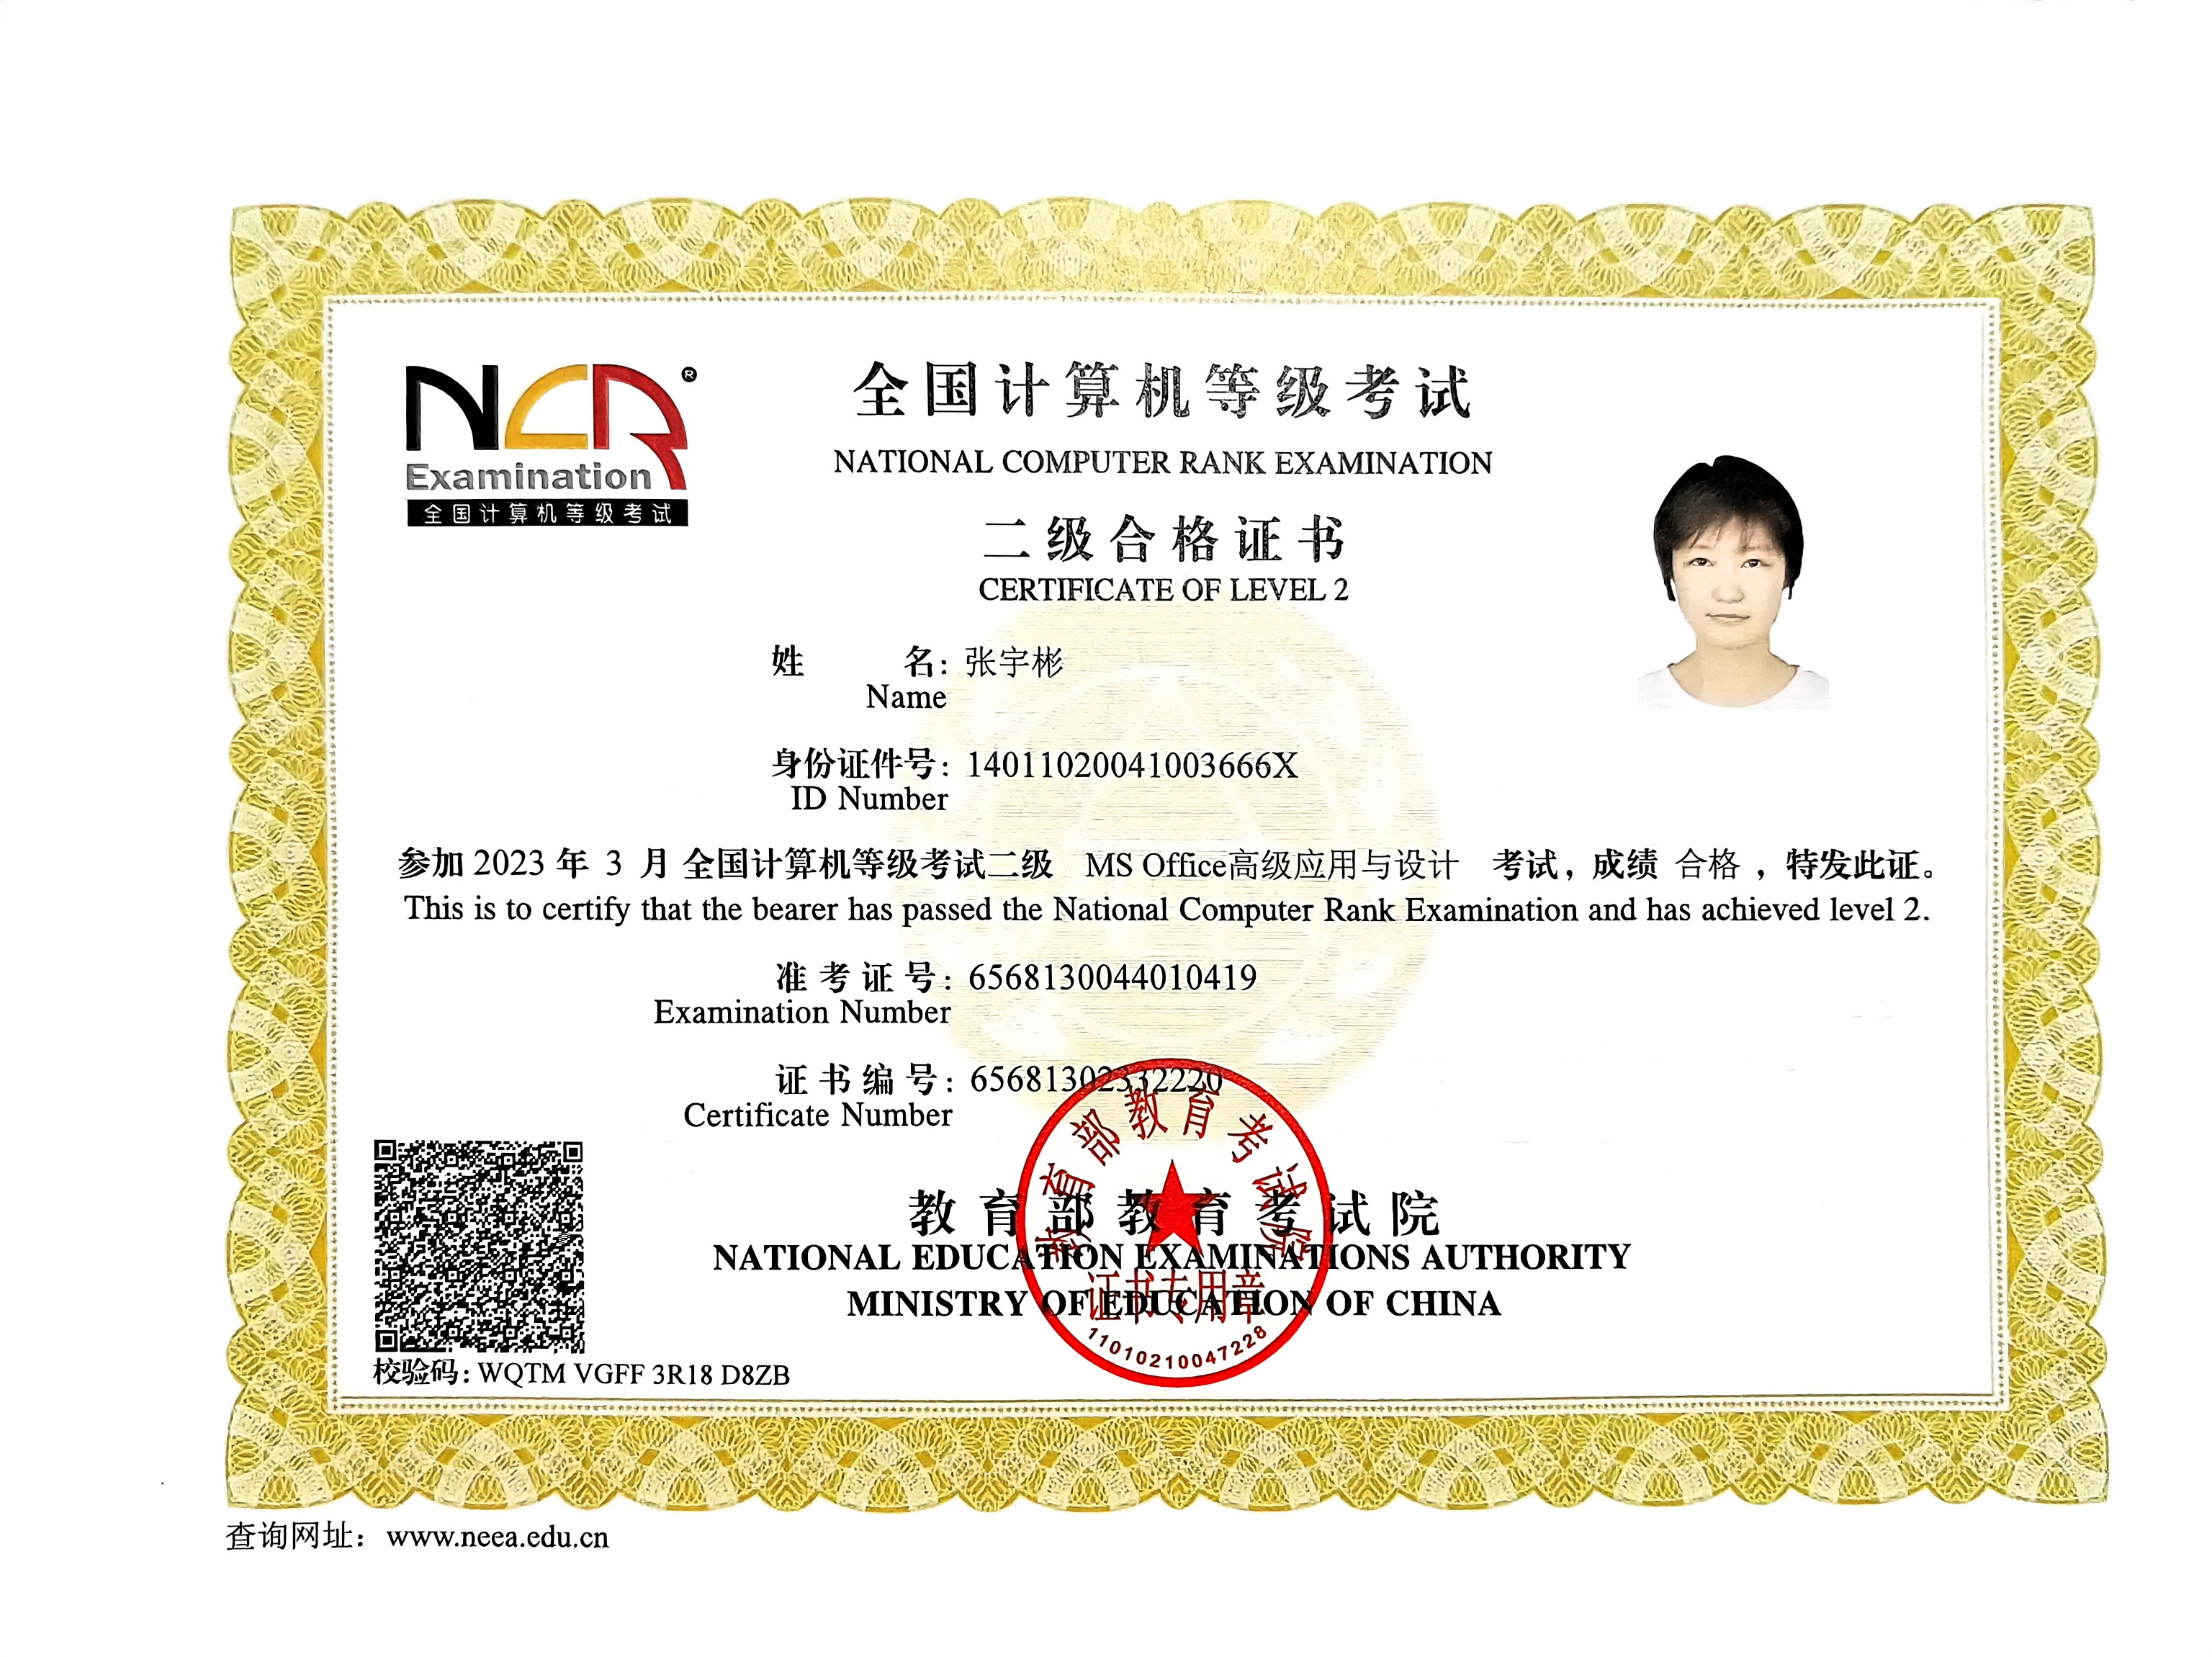 NCR®
Examination
全国计算机等级考试
全国计算机等级考试
NATIONAL COMPUTER RANK EXAMINATION
二级合格证书
CERTIFICATE OF LEVEL 2
姓 名: 张宇彬
Name
身份证件号: 14011020041003666X
ID Number
参加 2023 年 3 月 全国计算机等级考试二级 MS Office高级应用与设计 考试, 成绩 合格 , 特发此证。
This is to certify that the bearer has passed the National Computer Rank Examination and has achieved level 2.
准考证号: 6568130044010419
Examination Number
证书编号: 65681302332220
Certificate Number
教育部教育考试院
NATIONAL EDUCATION EXAMINATIONS AUTHORITY
MINISTRY OF EDUCATION OF CHINA
教育部教育考试院
证书专用章
11010210047228
校验码: WQTM VGFF 3R18 D8ZB
查询网址: www.neea.edu.cn